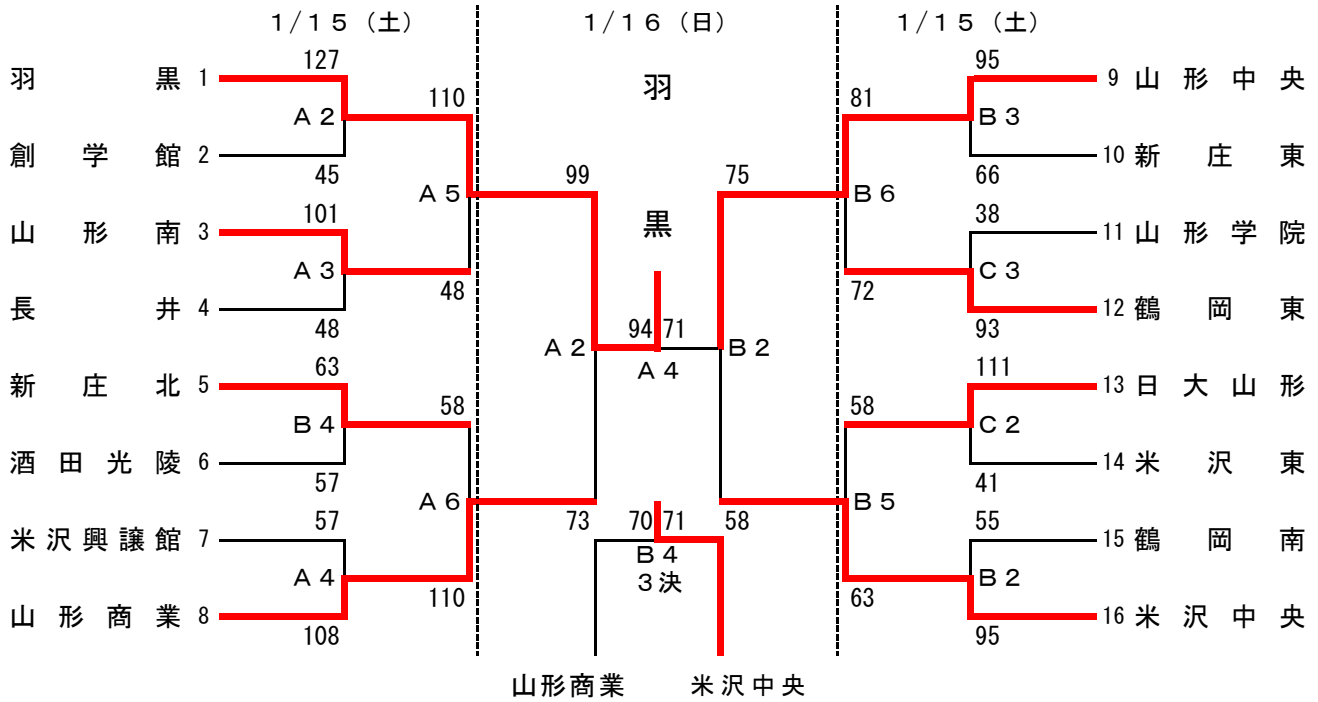 1/15（土） 1/16（日） 1/15（土）
127 95
羽黒 1 羽 9 山形中央
110 81
A2 B3
創学館 2 10 新庄東
45 99 75 66
A5 B6
101 38
山形南 3 黒 11 山形学院
A3 C3
48 72
長井 4 12 鶴岡東
48 94 71 93
A2 B2
63 A4 111
新庄北 5 13 日大山形
58 58
B4 C2
酒田光陵 6 14 米沢東
57 41
A6 B5
57 73 70 71 58 55
米沢興譲館 7 15 鶴岡南
B4
A4 3決 B2
110 63
山形商業 8 16 米沢中央
108 95
山形商業 米沢中央